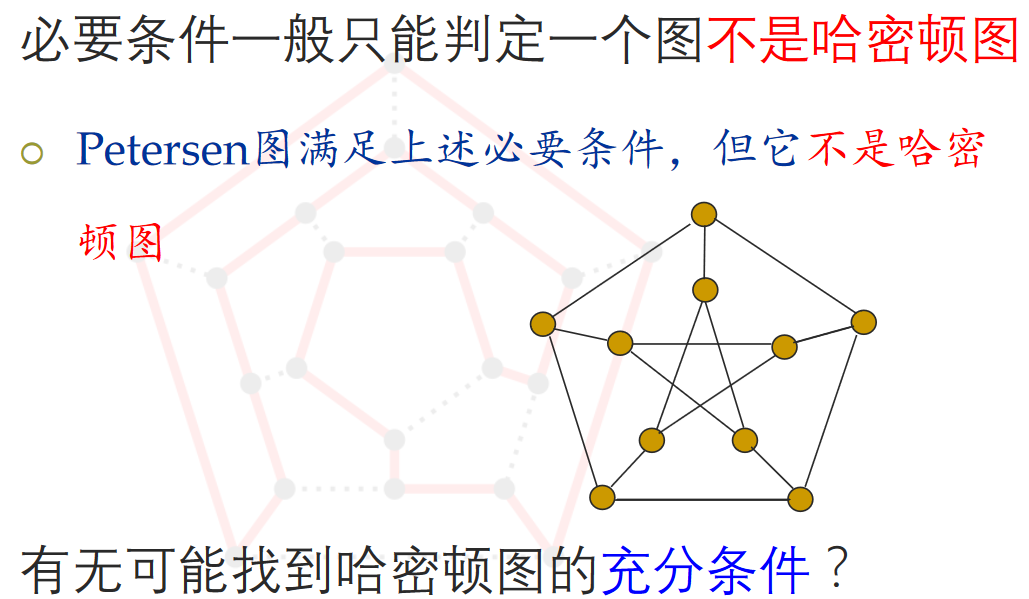 必要条件一般只能判定一个图不是哈密顿图
Petersen图满足上述必要条件，但它不是哈密
顿图
有无可能找到哈密顿图的充分条件？